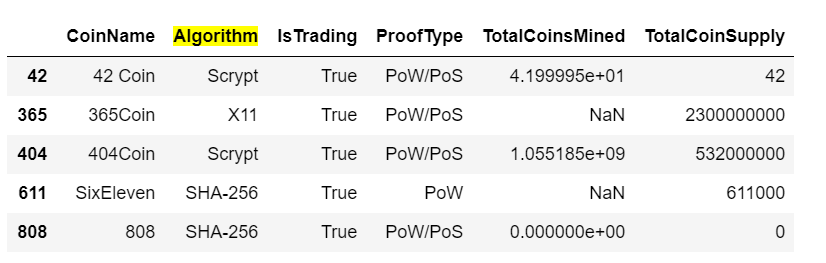 CoinName Algorithm IsTrading ProofType TotalCoinsMined TotalCoinSupply
42 42 Coin Scrypt True PoW/PoS 4.199995e+01 42
365 365Coin X11 True PoW/PoS NaN 2300000000
404 404Coin Scrypt True PoW/PoS 1.055185e+09 532000000
611 SixEleven SHA-256 True PoW NaN 611000
808 808 SHA-256 True PoW/PoS 0.000000e+00 0